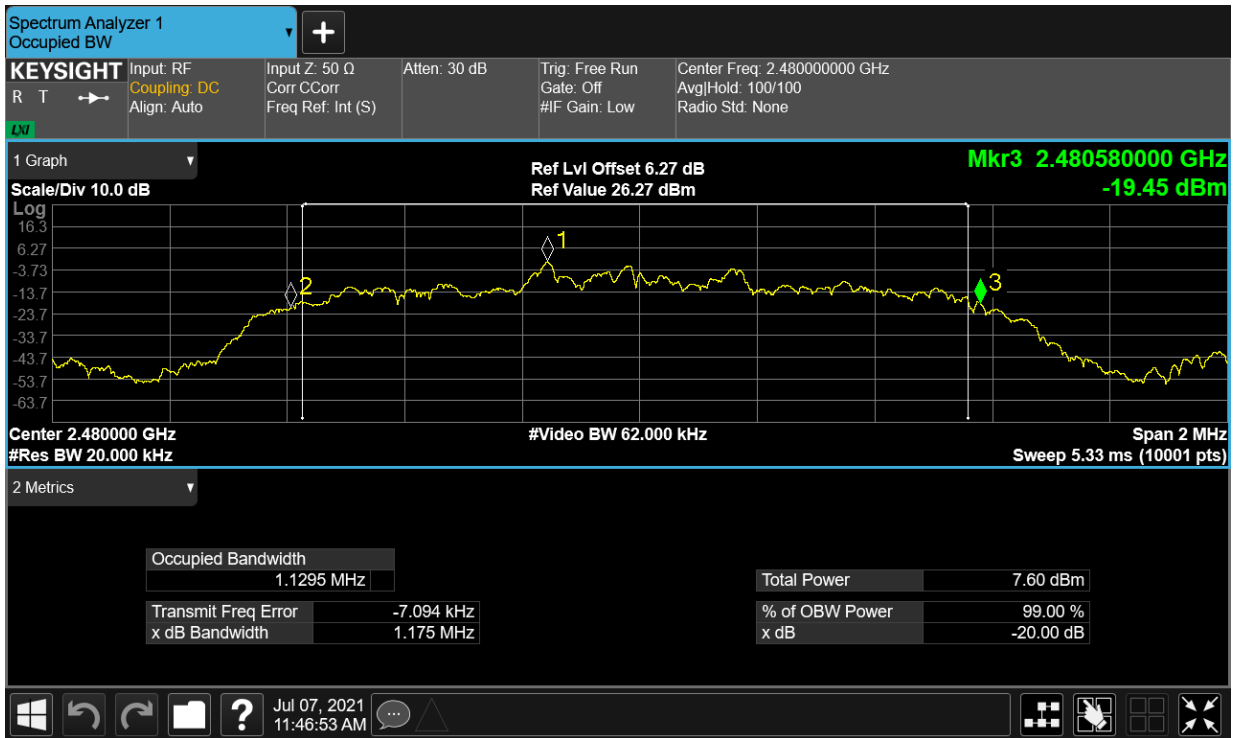 Spectrum Analyzer 1
Occupied BW
+
KEYSIGHT
R T
LXI
Input: RF
Coupling: DC
Align: Auto
Input Z: 50 Ω
Corr CCorr
Freq Ref: Int (S)
Atten: 30 dB
Trig: Free Run
Gate: Off
#IF Gain: Low
Center Freq: 2.480000000 GHz
Avg|Hold: 100/100
Radio Std: None
1 Graph
Scale/Div 10.0 dB
Ref Lvl Offset 6.27 dB
Ref Value 26.27 dBm
Mkr3 2.480580000 GHz
-19.45 dBm
Log
16.3
6.27
-3.73
-13.7
-23.7
-33.7
-43.7
-53.7
-63.7
1
2
3
Center 2.480000 GHz
#Video BW 62.000 kHz
Span 2 MHz
#Res BW 20.000 kHz
Sweep 5.33 ms (10001 pts)
2 Metrics
Occupied Bandwidth
1.1295 MHz
Transmit Freq Error -7.094 kHz
x dB Bandwidth 1.175 MHz
Total Power 7.60 dBm
% of OBW Power 99.00 %
x dB -20.00 dB
?
Jul 07, 2021
11:46:53 AM